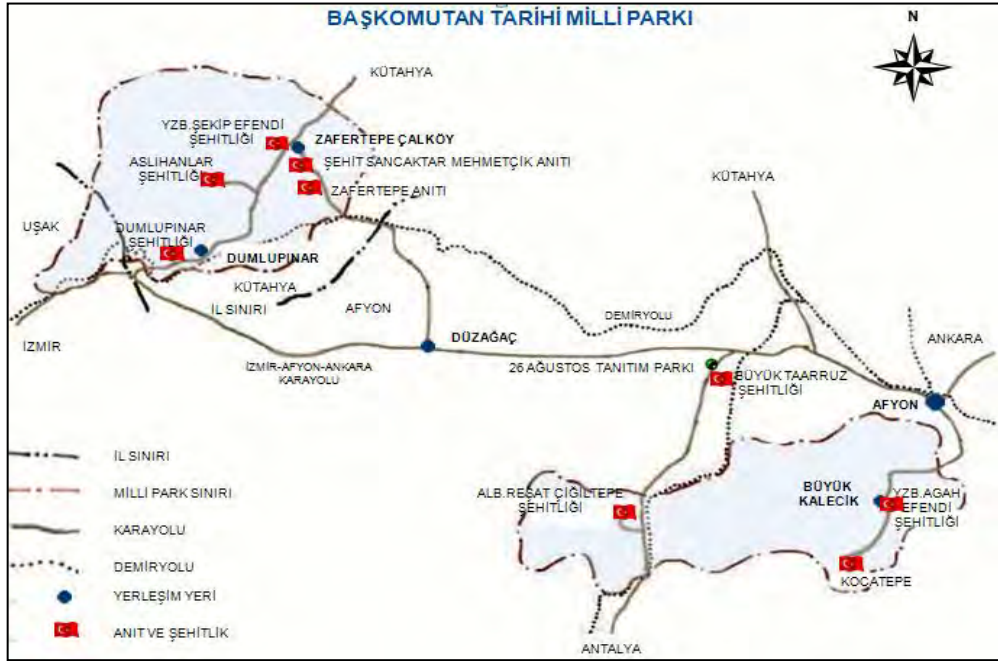 BAŞKOMUTAN TARİHİ MİLLİ PARKI
N
KÜTAHYA
YZB.ŞEKİP EFENDİ
ŞEHİTLİĞİ
ZAFERTEPE ÇALKÖY
ŞEHİT SANCAKTAR MEHMETÇİK ANITI
ASLIHANLAR
ŞEHİTLİĞİ
ZAFERTEPE ANITI
KÜTAHYA
UŞAK
DUMLUPINAR
ŞEHİTLİĞİ
DUMLUPINAR
KÜTAHYA
İL SINIRI
AFYON
DEMİRYOLU
İZMİR
DÜZAĞAÇ
ANKARA
İZMİR-AFYON-ANKARA
KARAYOLU
26 AĞUSTOS TANITIM PARKI
BÜYÜK TAARRUZ
ŞEHİTLİĞİ
AFYON
İL SINIRI
MİLLİ PARK SINIRI
KARAYOLU
DEMİRYOLU
YERLEŞİM YERİ
ANIT VE ŞEHİTLİK
ALB.REŞAT ÇİĞİLTEPE
ŞEHİTLİĞİ
BÜYÜK
KALECİK
YZB.AGAH
EFENDİ
ŞEHİTLİĞİ
KOCATEPE
ANTALYA